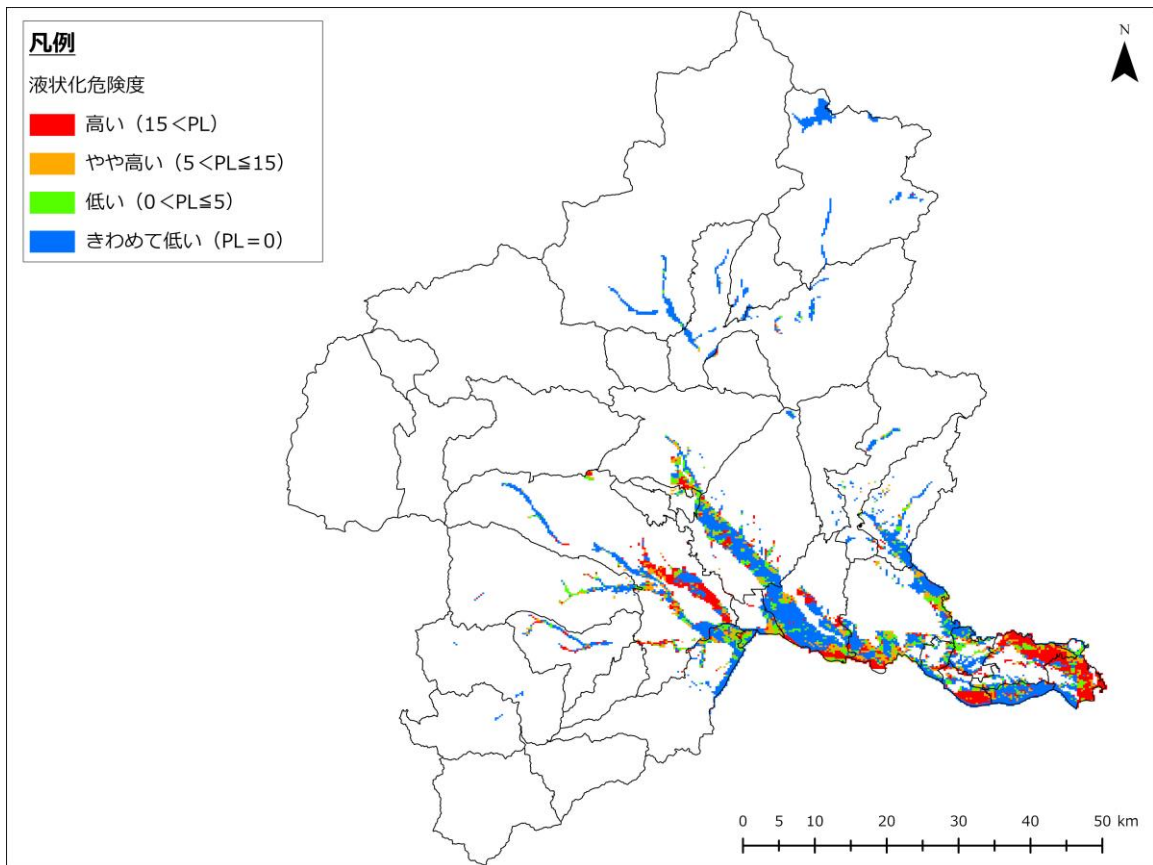 凡例
液状化危険度
高い（15＜PL）
やや高い（5＜PL≦15）
低い（0＜PL≦5）
きわめて低い（PL＝0）
N
0 5 10 20 30 40 50 km